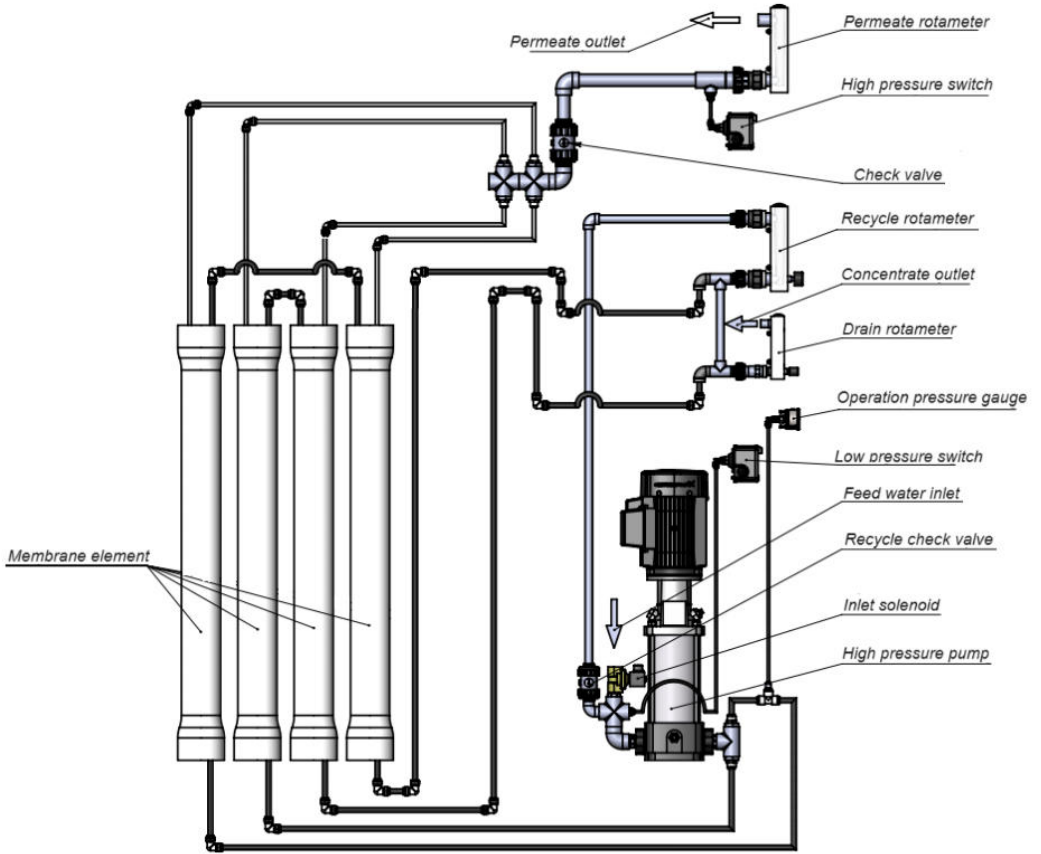 Permeate outlet
Permeate rotameter
High pressure switch
Check valve
Recycle rotameter
Concentrate outlet
Drain rotameter
Operation pressure gauge
Low pressure switch
Feed water inlet
Recycle check valve
Inlet solenoid
High pressure pump
Membrane element